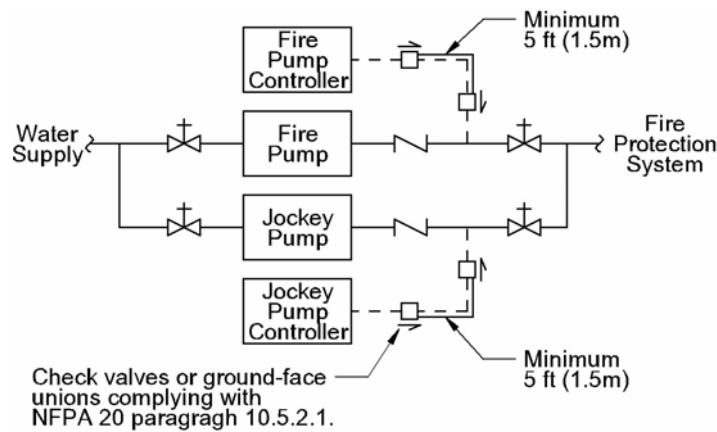 Minimum
5 ft (1.5m)
Fire
Pump
Controller
Water
Supply
Fire
Pump
Fire
Protection
System
Jockey
Pump
Jockey
Pump
Controller
Minimum
5 ft (1.5m)
Check valves or ground-face
unions complying with
NFPA 20 paragragh 10.5.2.1.